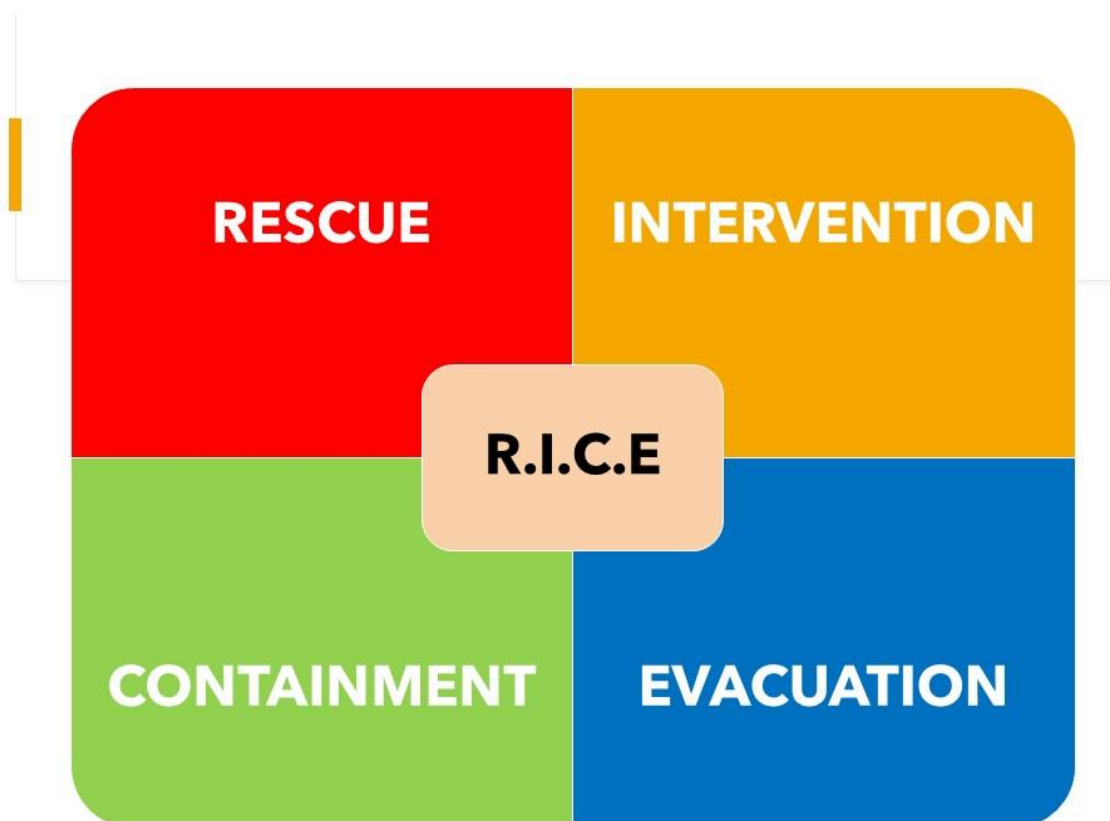 RESCUE
INTERVENTION
R.I.C.E
CONTAINMENT
EVACUATION